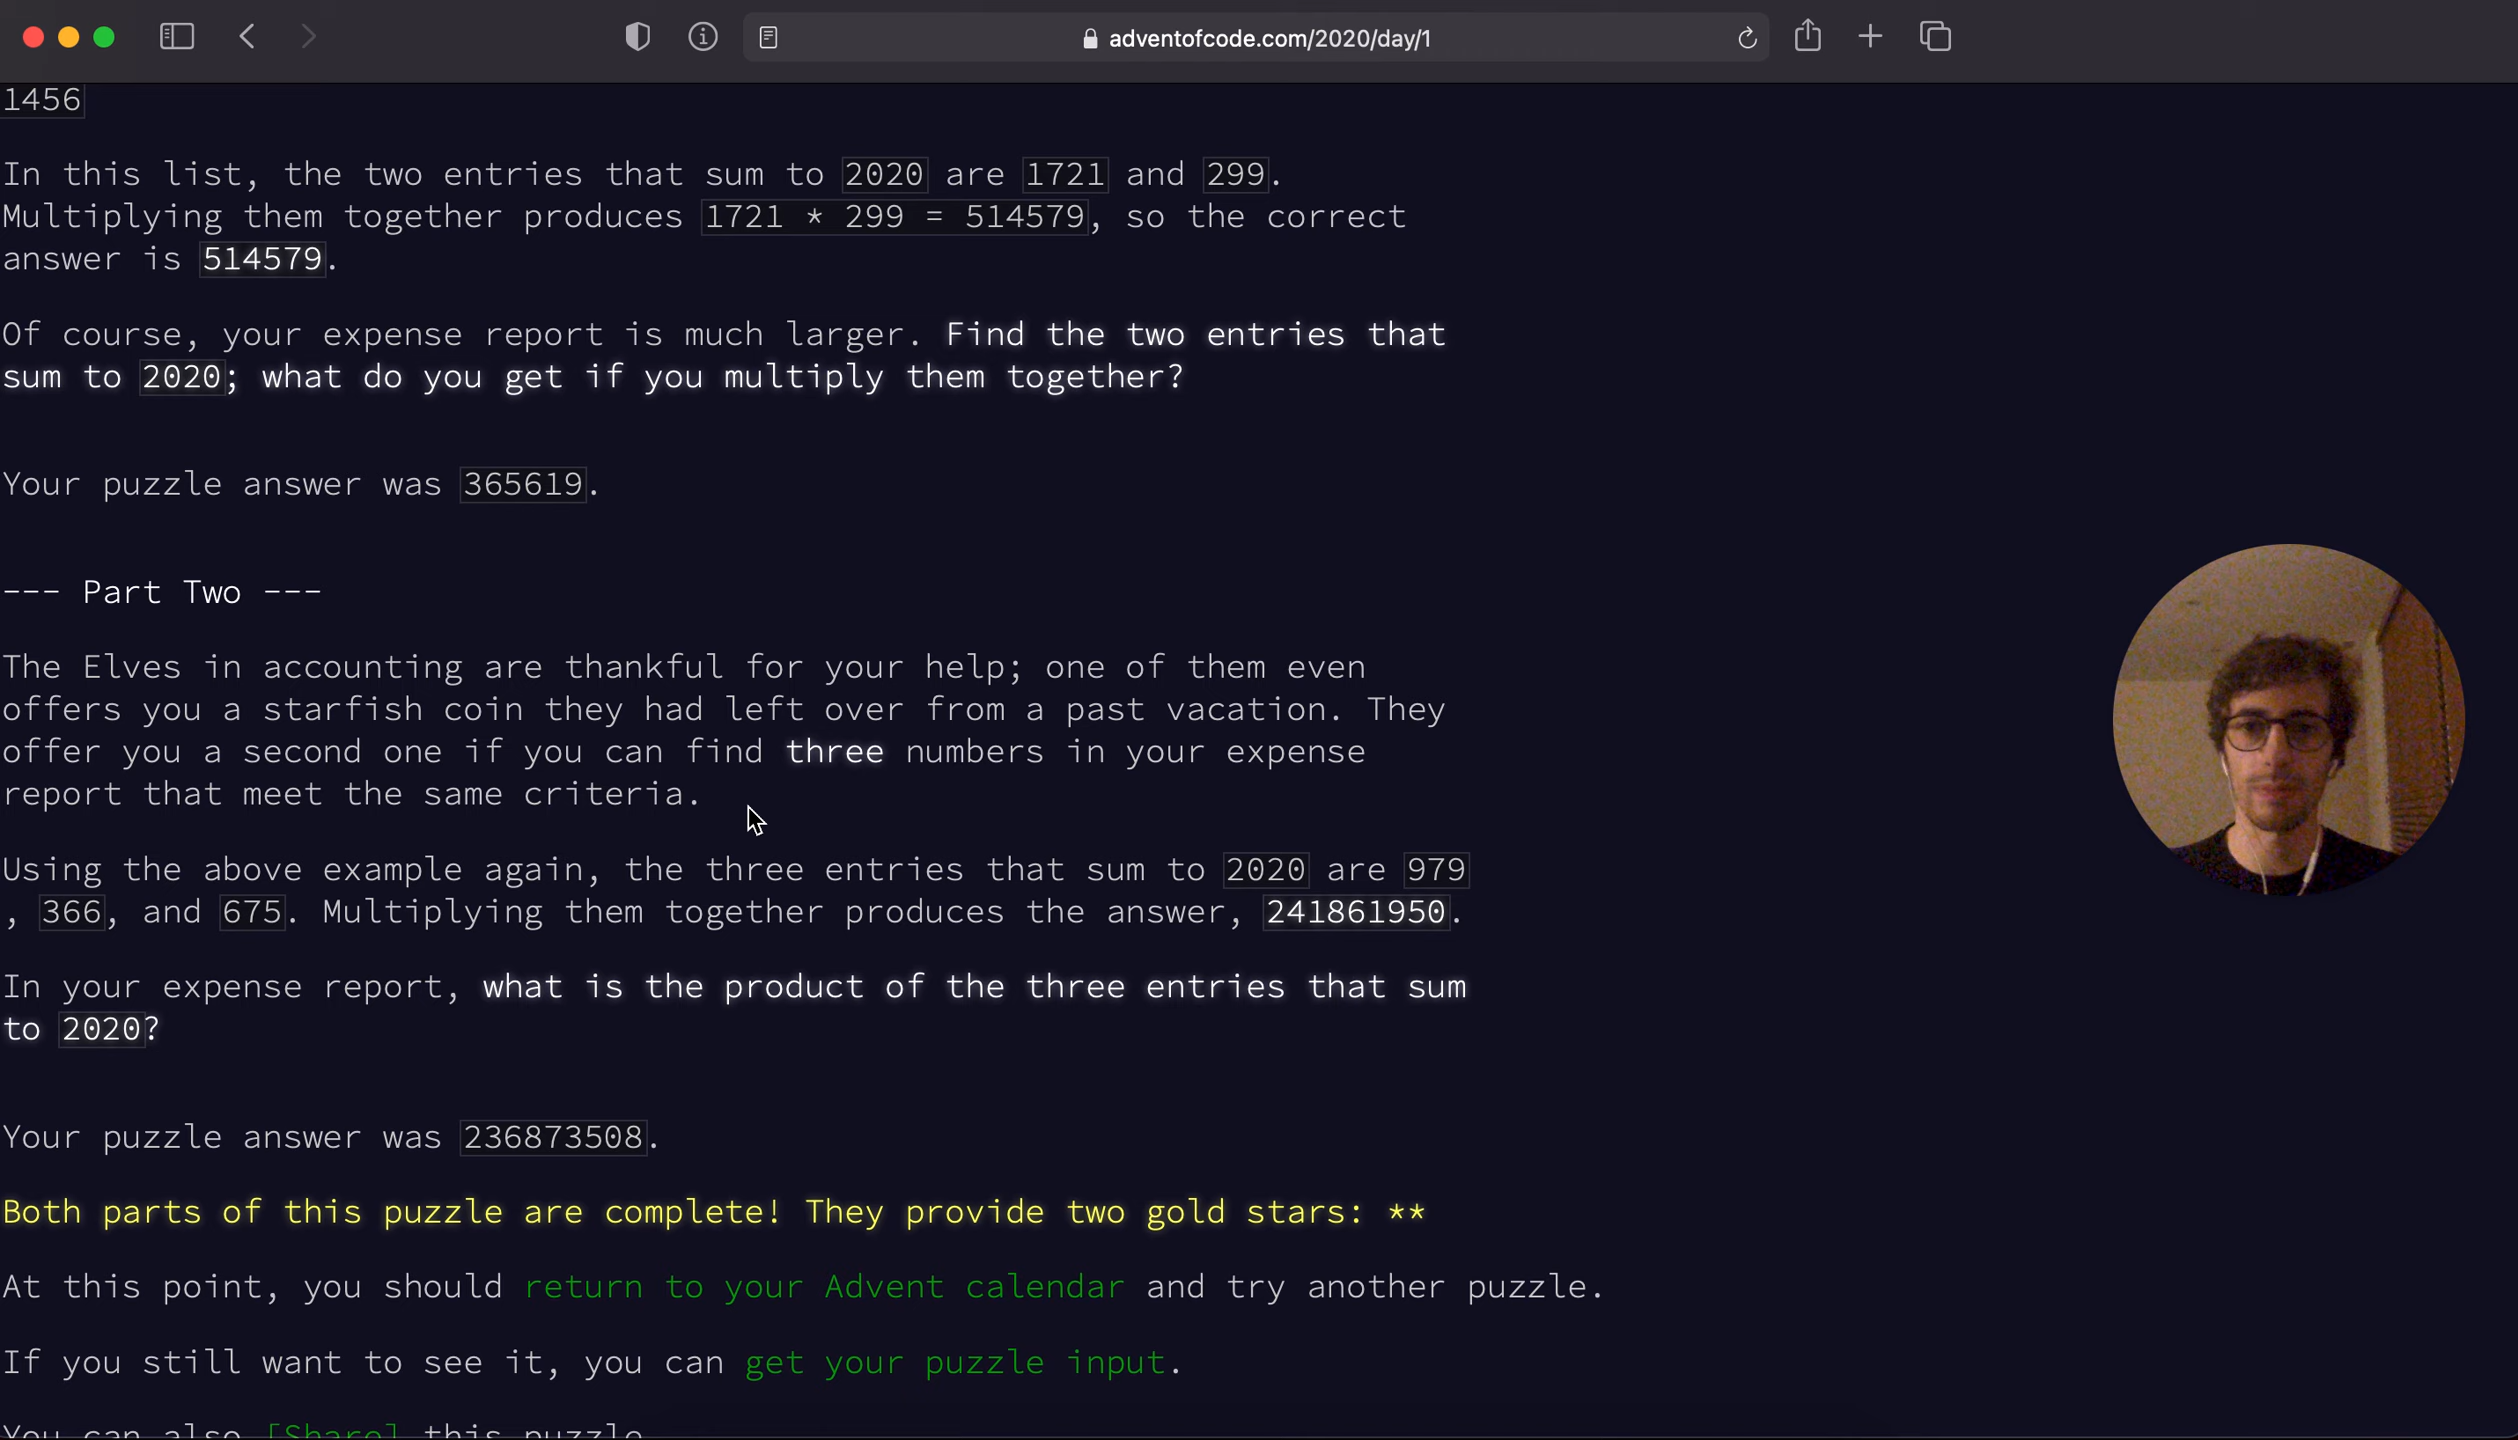 adventofcode.com/2020/day/1
1456
In this list, the two entries that sum to 2020 are 1721 and 299.
Multiplying them together produces 1721 * 299 = 514579, so the correct
answer is 514579.
Of course, your expense report is much larger. Find the two entries that
sum to 2020; what do you get if you multiply them together?
Your puzzle answer was 365619.
--- Part Two ---
The Elves in accounting are thankful for your help; one of them even
offers you a starfish coin they had left over from a past vacation. They
offer you a second one if you can find three numbers in your expense
report that meet the same criteria.
Using the above example again, the three entries that sum to 2020 are 979
, 366, and 675. Multiplying them together produces the answer, 241861950.
In your expense report, what is the product of the three entries that sum
to 2020?
Your puzzle answer was 236873508.
Both parts of this puzzle are complete! They provide two gold stars: **
At this point, you should return to your Advent calendar and try another puzzle.
If you still want to see it, you can get your puzzle input.
You can also [Share] this puzzle